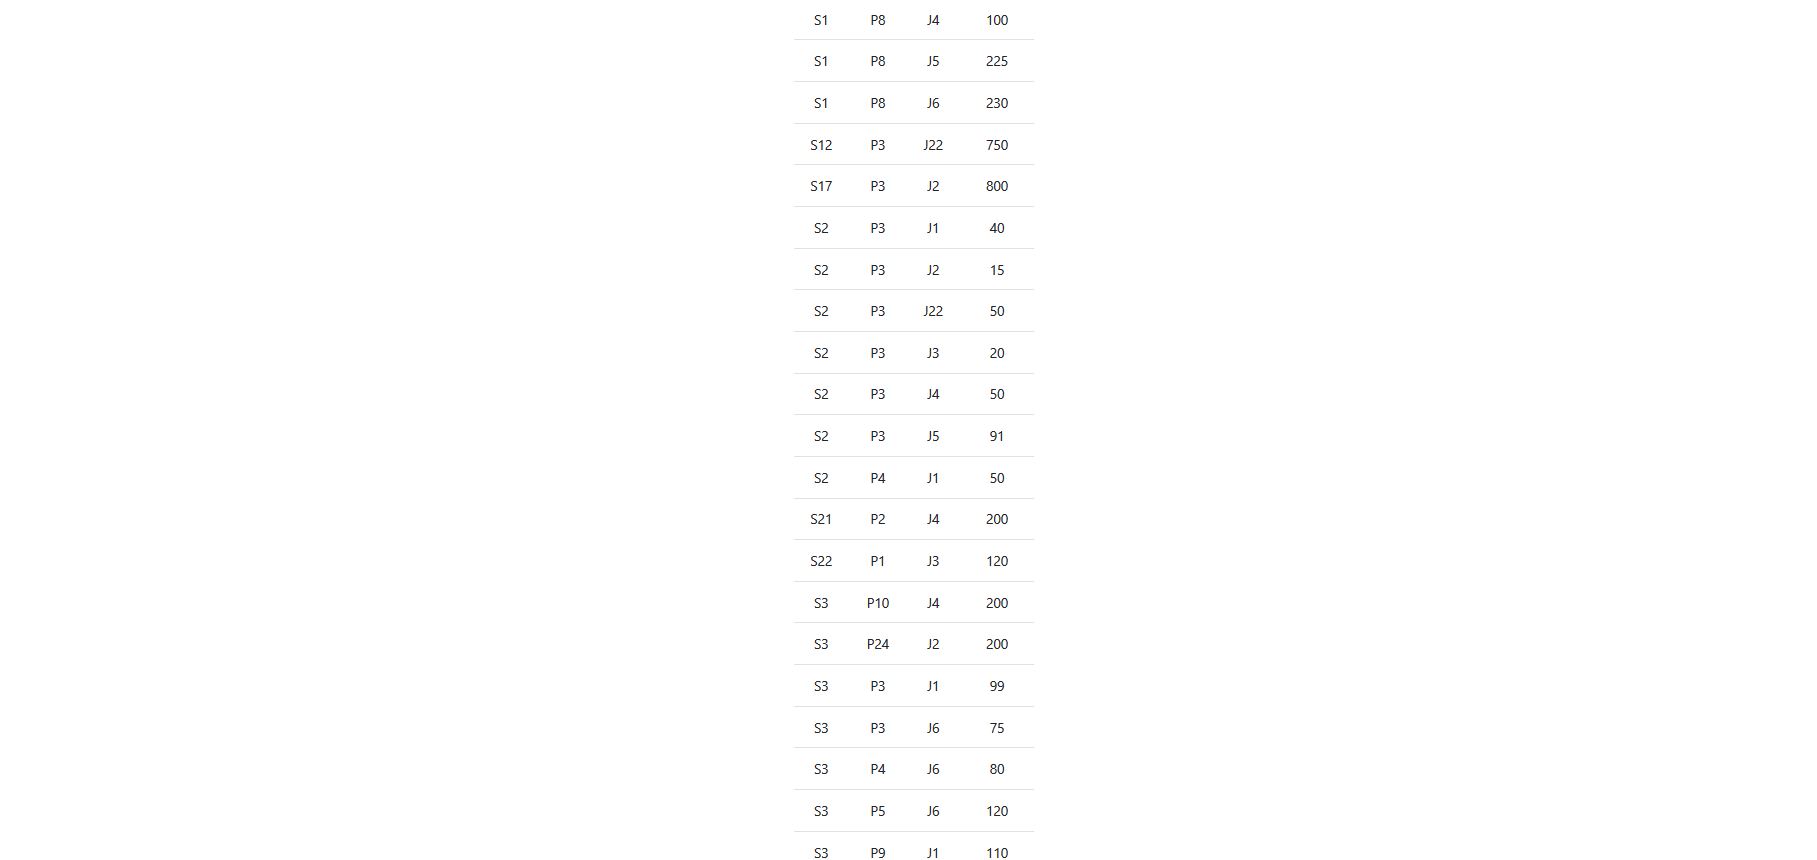 S1 P8 J4 100
S1 P8 J5 225
S1 P8 J6 230
S12 P3 J22 750
S17 P3 J2 800
S2 P3 J1 40
S2 P3 J2 15
S2 P3 J22 50
S2 P3 J3 20
S2 P3 J4 50
S2 P3 J5 91
S2 P4 J1 50
S21 P2 J4 200
S22 P1 J3 120
S3 P10 J4 200
S3 P24 J2 200
S3 P3 J1 99
S3 P3 J6 75
S3 P4 J6 80
S3 P5 J6 120
S3 P9 J1 110